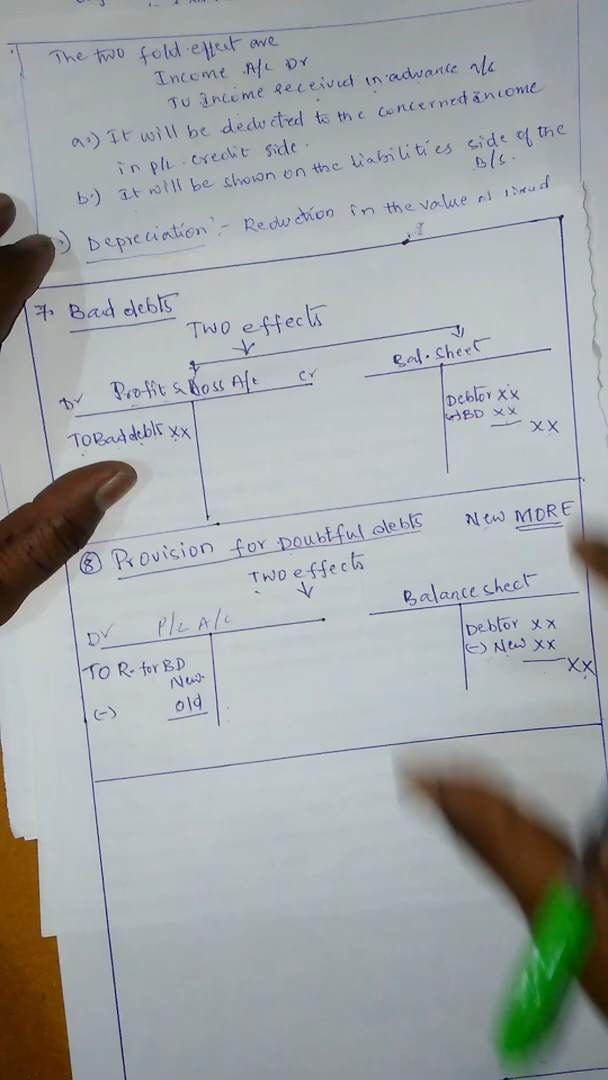 The two fold effect are
Income A/c Dr
To Income received in advance a/c
a.) It will be deducted to the concerned income
in p/L credit side.
b.) It will be shown on the liabilities side of the
B/S.
) Depreciation :- Reduction in the value of
7. Bad debts
Two effects
Dr Profit & Loss A/c Cr
Bal. Sheet
To Bad debts xx
Debtor xx
(-) BD xx
xx
⑧ Provision for Doubtful debts New MORE
Two effects
Dr P/L A/c
Balance sheet
To R. for BD
New
(-) old
Debtor xx
(-) New xx
xx